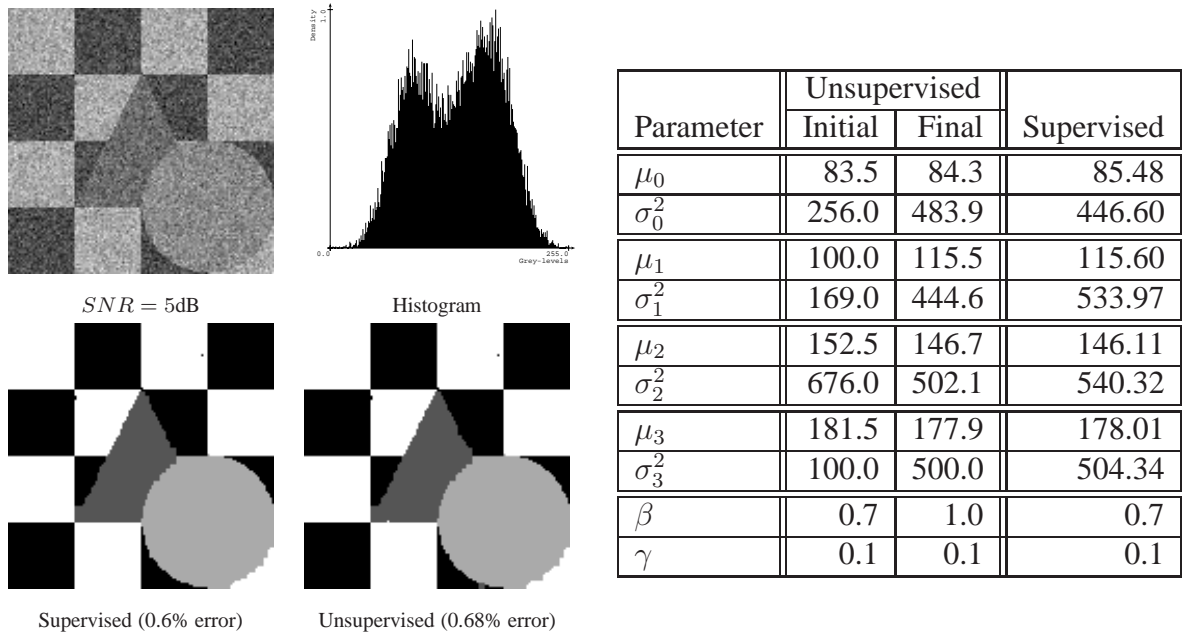 Density
1.0
0.0
255.0
Grey-levels
SNR = 5dB
Histogram
Supervised (0.6% error)
Unsupervised (0.68% error)
Unsupervised
Parameter Initial Final Supervised
μ₀ 83.5 84.3 85.48
σ₀² 256.0 483.9 446.60
μ₁ 100.0 115.5 115.60
σ₁² 169.0 444.6 533.97
μ₂ 152.5 146.7 146.11
σ₂² 676.0 502.1 540.32
μ₃ 181.5 177.9 178.01
σ₃² 100.0 500.0 504.34
β 0.7 1.0 0.7
γ 0.1 0.1 0.1